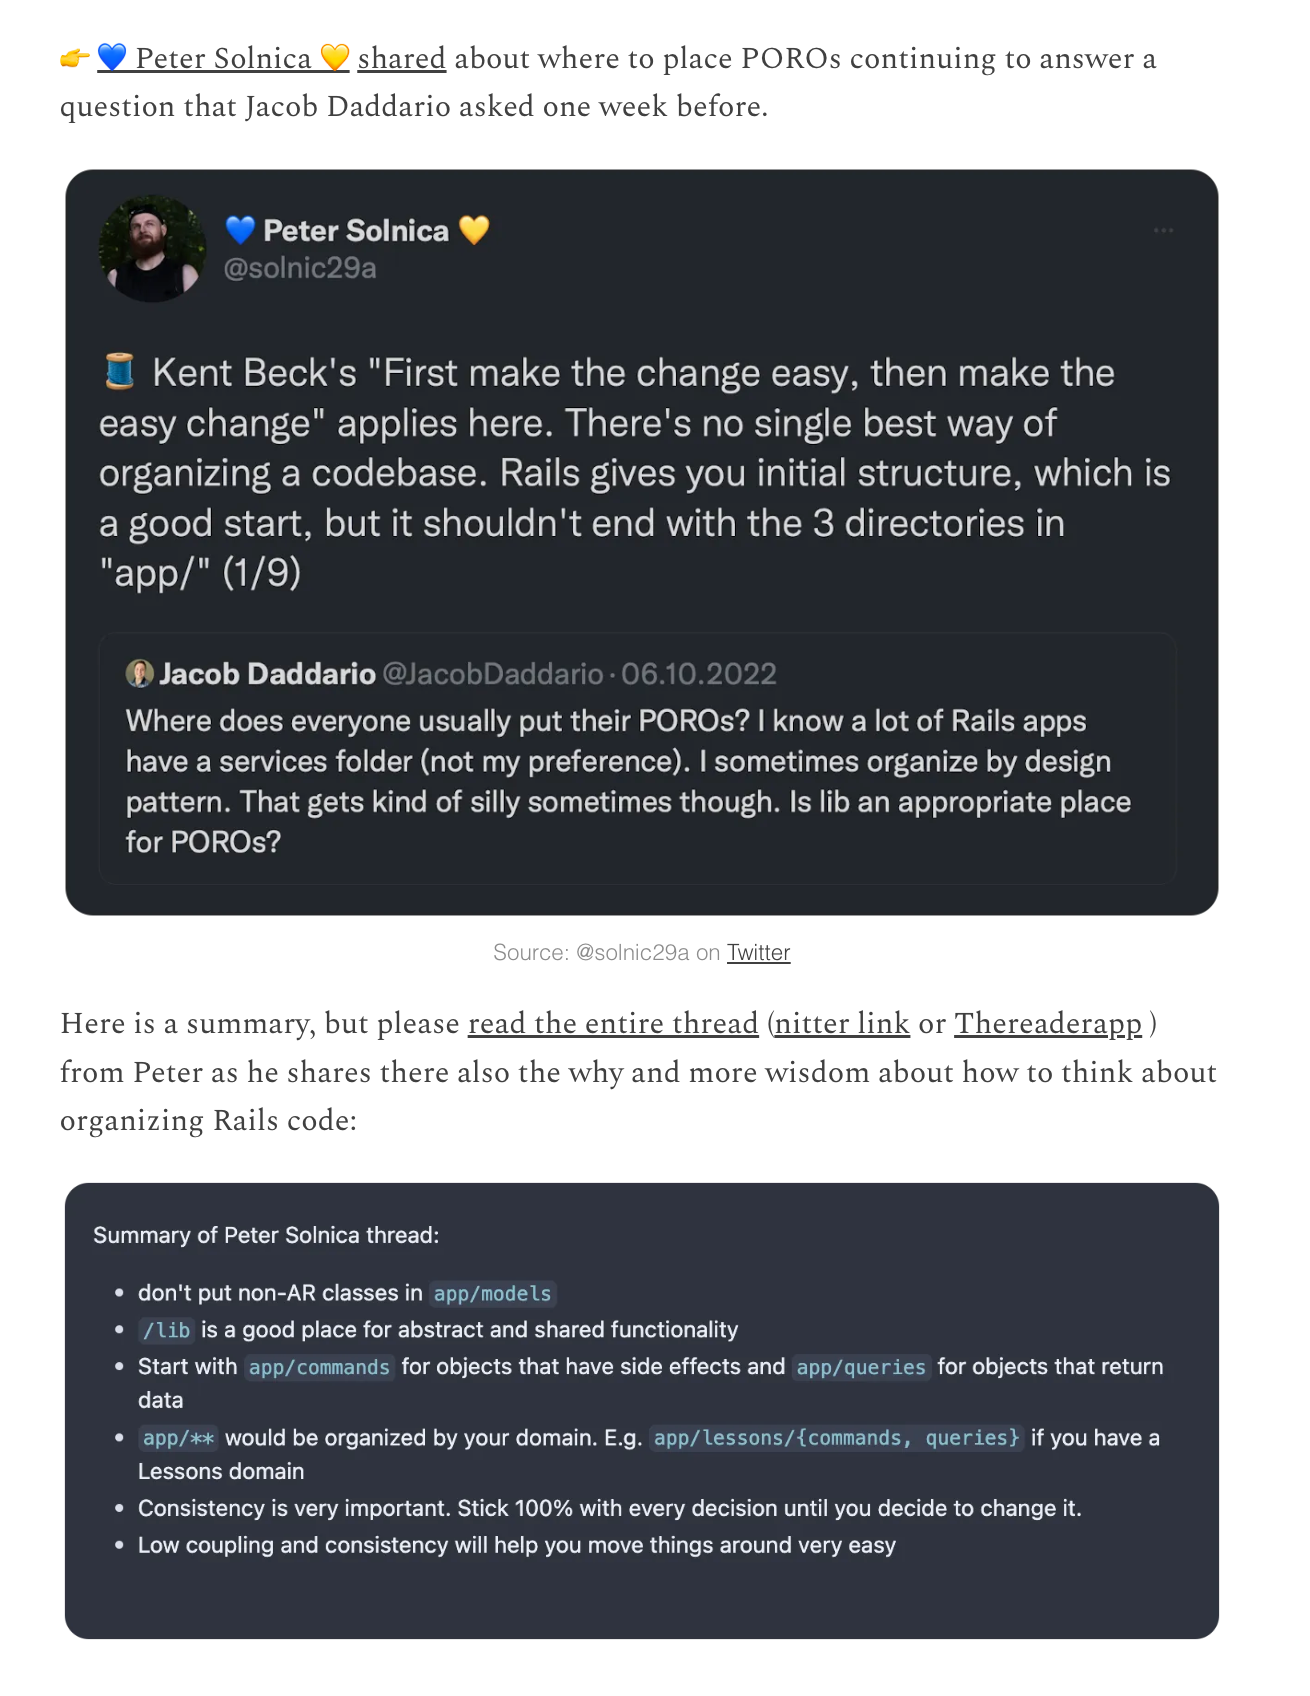 👉💙 Peter Solnica 💛 shared about where to place POROs continuing to answer a
question that Jacob Daddario asked one week before.
💙 Peter Solnica 💛
@solnic29a
🧵 Kent Beck's "First make the change easy, then make the
easy change" applies here. There's no single best way of
organizing a codebase. Rails gives you initial structure, which is
a good start, but it shouldn't end with the 3 directories in
"app/" (1/9)
Jacob Daddario @JacobDaddario · 06.10.2022
Where does everyone usually put their POROs? I know a lot of Rails apps
have a services folder (not my preference). I sometimes organize by design
pattern. That gets kind of silly sometimes though. Is lib an appropriate place
for POROs?
Source: @solnic29a on Twitter
Here is a summary, but please read the entire thread (nitter link or Thereaderapp )
from Peter as he shares there also the why and more wisdom about how to think about
organizing Rails code:
Summary of Peter Solnica thread:
• don't put non-AR classes in app/models
• /lib is a good place for abstract and shared functionality
• Start with app/commands for objects that have side effects and app/queries for objects that return
data
• app/** would be organized by your domain. E.g. app/lessons/{commands, queries} if you have a
Lessons domain
• Consistency is very important. Stick 100% with every decision until you decide to change it.
• Low coupling and consistency will help you move things around very easy